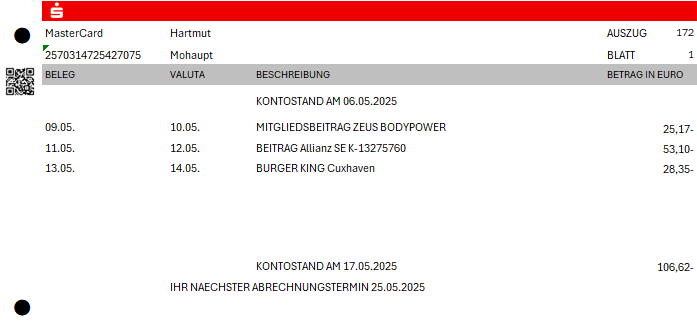 MasterCard Hartmut AUSZUG 172
2570314725427075 Mohaupt BLATT 1
BELEG VALUTA BESCHREIBUNG BETRAG IN EURO
KONTOSTAND AM 06.05.2025
09.05. 10.05. MITGLIEDSBEITRAG ZEUS BODYPOWER 25,17-
11.05. 12.05. BEITRAG Allianz SE K-13275760 53,10-
13.05. 14.05. BURGER KING Cuxhaven 28,35-
KONTOSTAND AM 17.05.2025 106,62-
IHR NAECHSTER ABRECHNUNGSTERMIN 25.05.2025